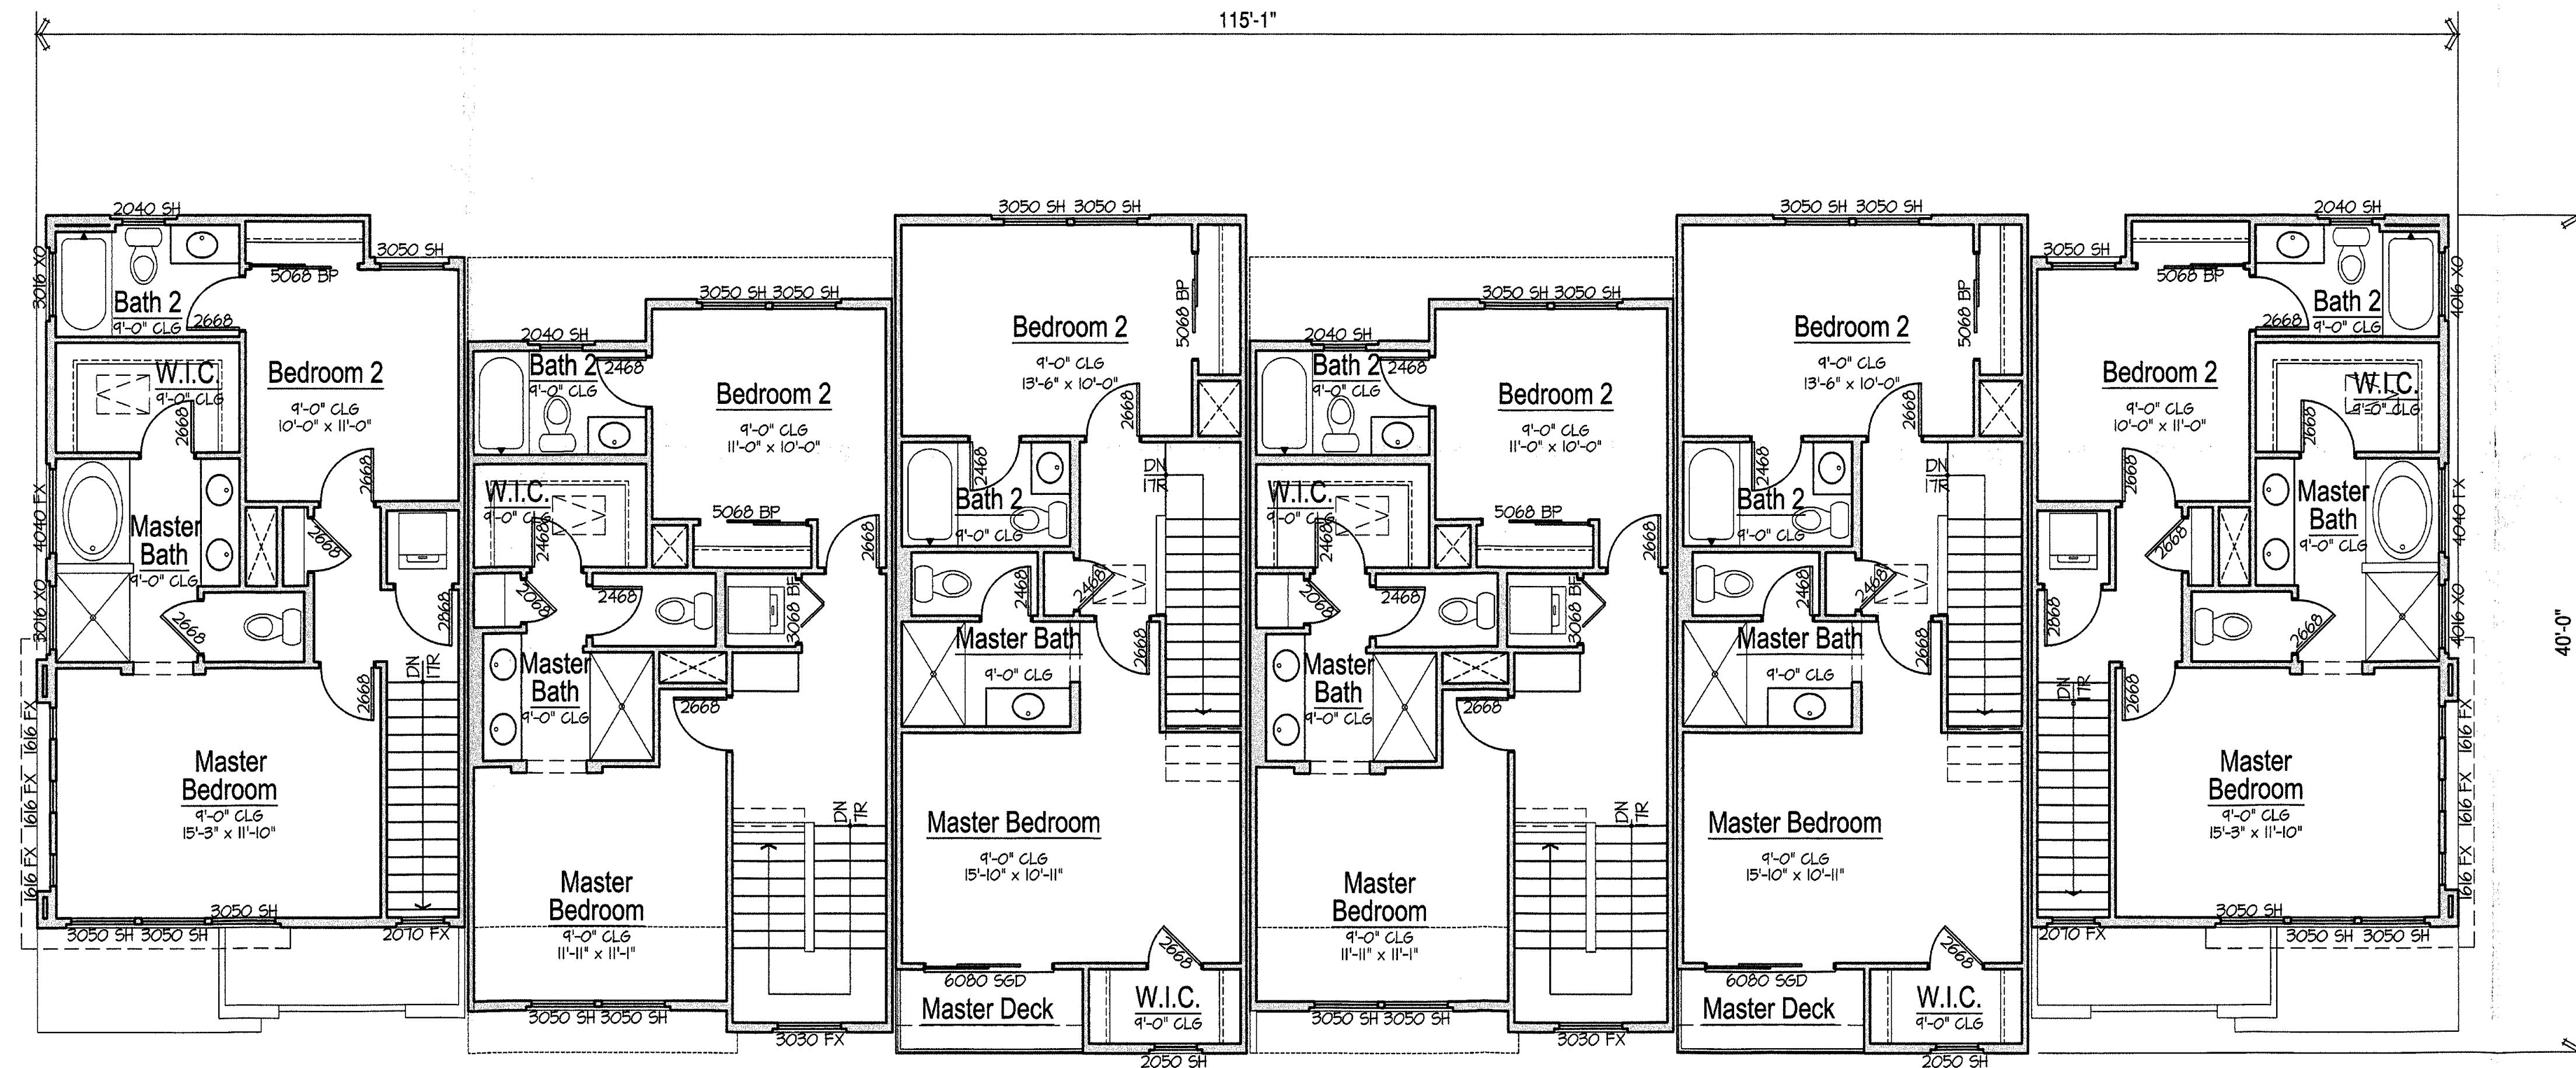 115'-1"
40'-0"
2040 SH
3016 XO
5068 BP
3050 SH
Bath 2
9'-0" CLG
2668
W.I.C.
9'-0" CLG
2668
Bedroom 2
9'-0" CLG
10'-0" x 11'-0"
2668
4040 FX
Master
Bath
9'-0" CLG
2668
2868
3016 XO
2668
DN
17R
2668
1616 FX
1616 FX
1616 FX
Master
Bedroom
9'-0" CLG
15'-3" x 11'-10"
3050 SH
3050 SH 3050 SH
2070 FX
3050 SH 3050 SH
2040 SH
Bath 2
9'-0" CLG
2468
Bedroom 2
9'-0" CLG
11'-0" x 10'-0"
W.I.C.
9'-0" CLG
2468
5068 BP
2668
2068
2468
3068 BF
Master
Bath
9'-0" CLG
2668
DN
17R
Master
Bedroom
9'-0" CLG
11'-11" x 11'-1"
3050 SH 3050 SH
3030 FX
3050 SH 3050 SH
5068 BP
Bedroom 2
9'-0" CLG
13'-6" x 10'-0"
2668
2468
Bath 2
9'-0" CLG
DN
17R
2468
2468
Master Bath
9'-0" CLG
2668
Master Bedroom
9'-0" CLG
15'-10" x 10'-11"
6080 SGD
2668
Master Deck
W.I.C.
9'-0" CLG
2050 SH
3050 SH 3050 SH
2040 SH
Bath 2
9'-0" CLG
2468
Bedroom 2
9'-0" CLG
11'-0" x 10'-0"
W.I.C.
9'-0" CLG
2468
5068 BP
2668
2068
2468
3068 BF
Master
Bath
9'-0" CLG
2668
DN
17R
Master
Bedroom
9'-0" CLG
11'-11" x 11'-1"
3050 SH 3050 SH
3030 FX
3050 SH 3050 SH
5068 BP
Bedroom 2
9'-0" CLG
13'-6" x 10'-0"
2668
2468
Bath 2
9'-0" CLG
DN
17R
2468
2468
Master Bath
9'-0" CLG
2668
Master Bedroom
9'-0" CLG
15'-10" x 10'-11"
6080 SGD
2668
Master Deck
W.I.C.
9'-0" CLG
2050 SH
2040 SH
3050 SH
5068 BP
4016 XO
Bath 2
9'-0" CLG
2668
Bedroom 2
9'-0" CLG
10'-0" x 11'-0"
W.I.C.
9'-0" CLG
2668
2668
Master
Bath
9'-0" CLG
4040 FX
2668
2868
2668
4016 XO
DN
17R
2668
1616 FX
1616 FX
1616 FX
Master
Bedroom
9'-0" CLG
15'-3" x 11'-10"
3050 SH
3050 SH 3050 SH
2070 FX